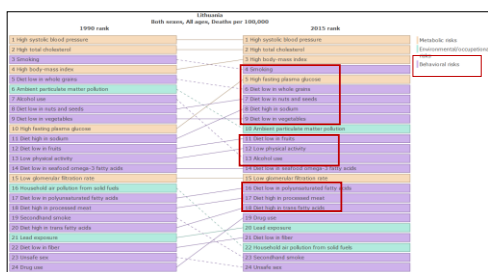 Lithuania
Both sexes, All ages, Deaths per 100,000
1990 rank
2015 rank
1 High systolic blood pressure
2 High total cholesterol
3 Smoking
4 High body-mass index
5 Diet low in whole grains
6 Ambient particulate matter pollution
7 Alcohol use
8 Diet low in nuts and seeds
9 Diet low in vegetables
10 High fasting plasma glucose
11 Diet high in sodium
12 Diet low in fruits
13 Low physical activity
14 Diet low in seafood omega-3 fatty acids
15 Low glomerular filtration rate
16 Household air pollution from solid fuels
17 Diet low in polyunsaturated fatty acids
18 Diet high in processed meat
19 Secondhand smoke
20 Diet high in trans fatty acids
21 Lead exposure
22 Diet low in fiber
23 Unsafe sex
24 Drug use
1 High systolic blood pressure
2 High total cholesterol
3 High body-mass index
4 Smoking
5 High fasting plasma glucose
6 Diet low in whole grains
7 Diet low in nuts and seeds
8 Diet high in sodium
9 Diet low in vegetables
10 Ambient particulate matter pollution
11 Diet low in fruits
12 Low physical activity
13 Alcohol use
14 Diet low in seafood omega-3 fatty acids
15 Low glomerular filtration rate
16 Diet low in polyunsaturated fatty acids
17 Diet high in processed meat
18 Diet high in trans fatty acids
19 Drug use
20 Lead exposure
21 Diet low in fiber
22 Household air pollution from solid fuels
23 Secondhand smoke
24 Unsafe sex
Metabolic risks
Environmental/occupational
risks
Behavioral risks